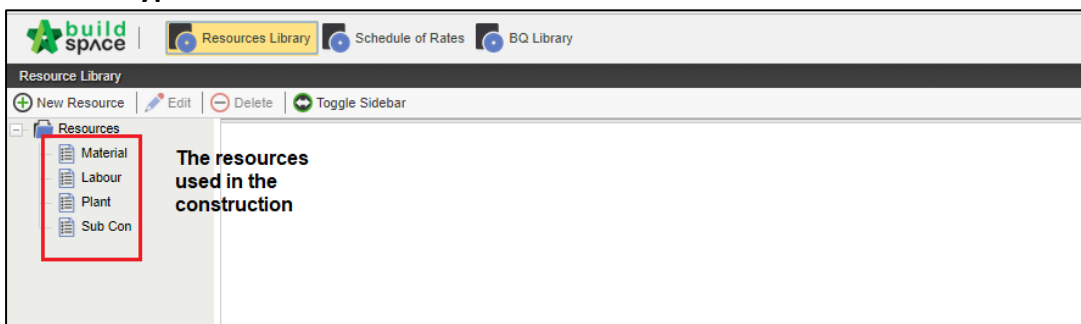 build
space
Resources Library
Schedule of Rates
BQ Library
Resource Library
New Resource
Edit
Delete
Toggle Sidebar
Resources
Material
Labour
Plant
Sub Con
The resources
used in the
construction